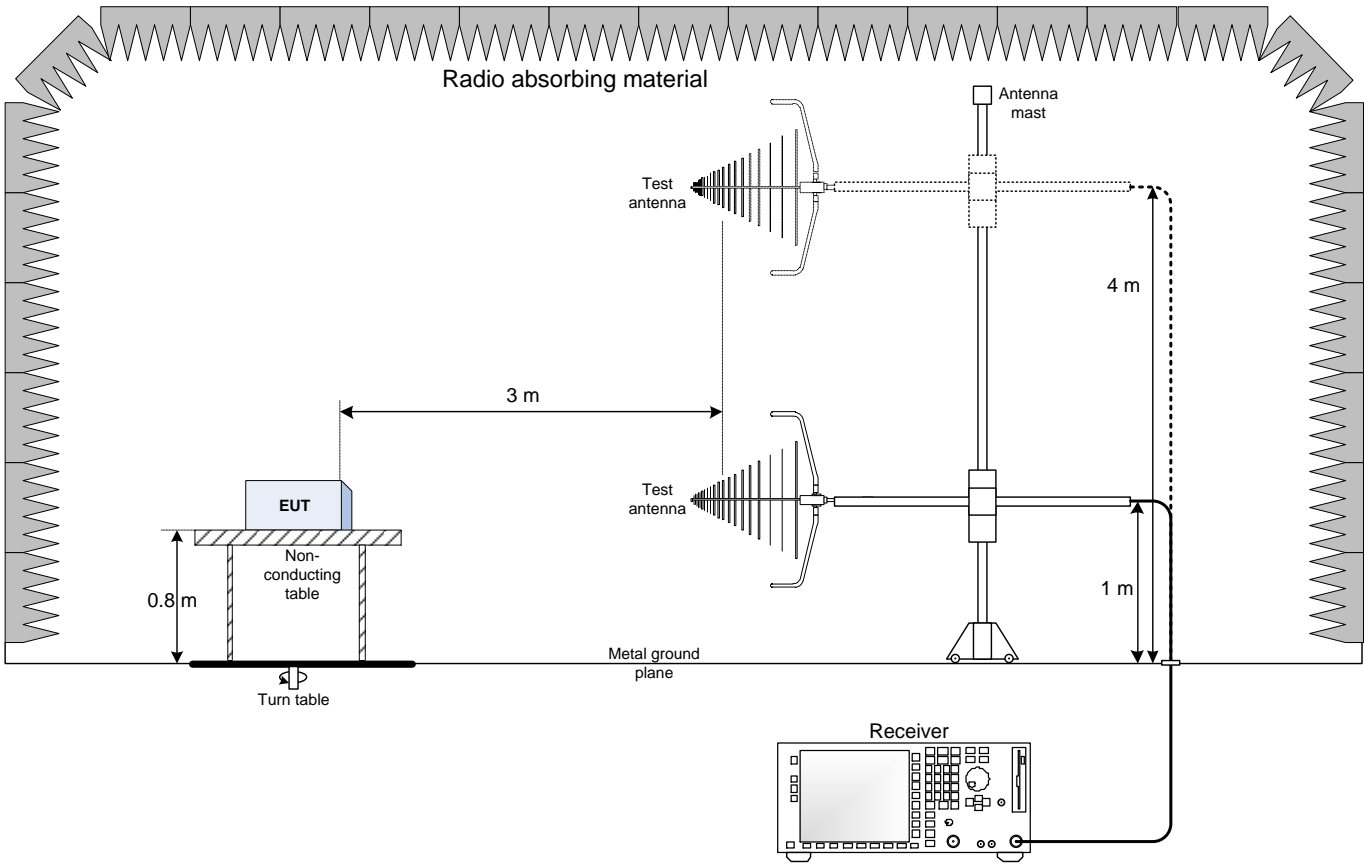 Radio absorbing material
Antenna
mast
Test
antenna
4 m
3 m
Test
antenna
EUT
Non-
conducting
table
0.8 m
1 m
Metal ground
plane
Turn table
Receiver